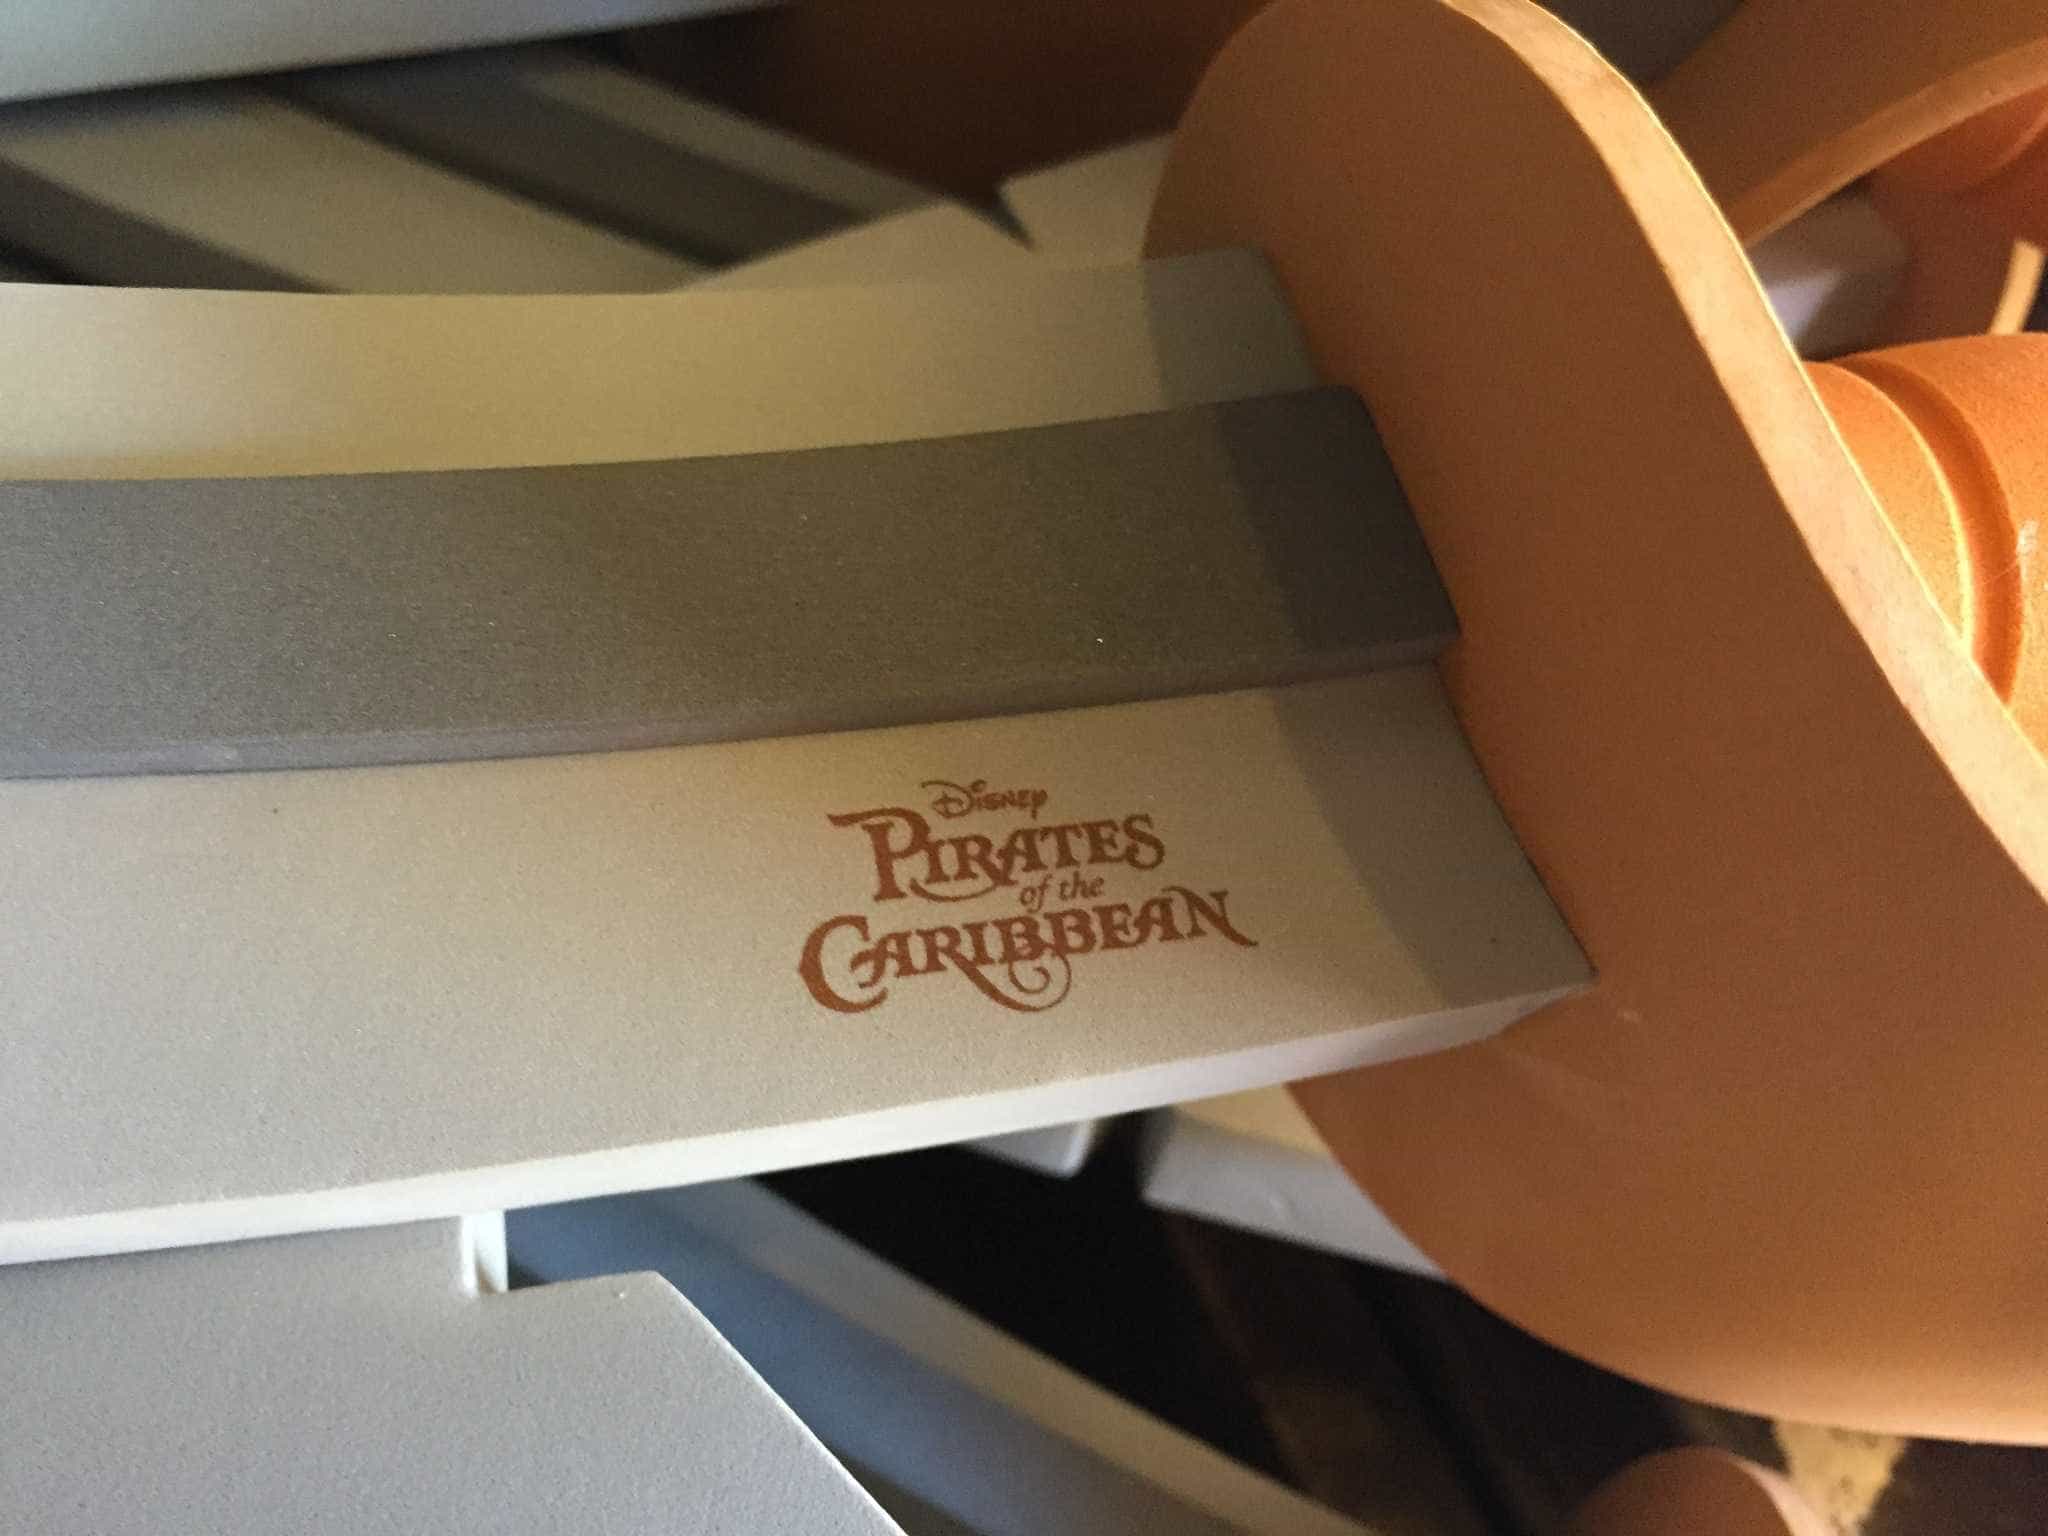 Disney
PIRATES
of the
CARIBBEAN